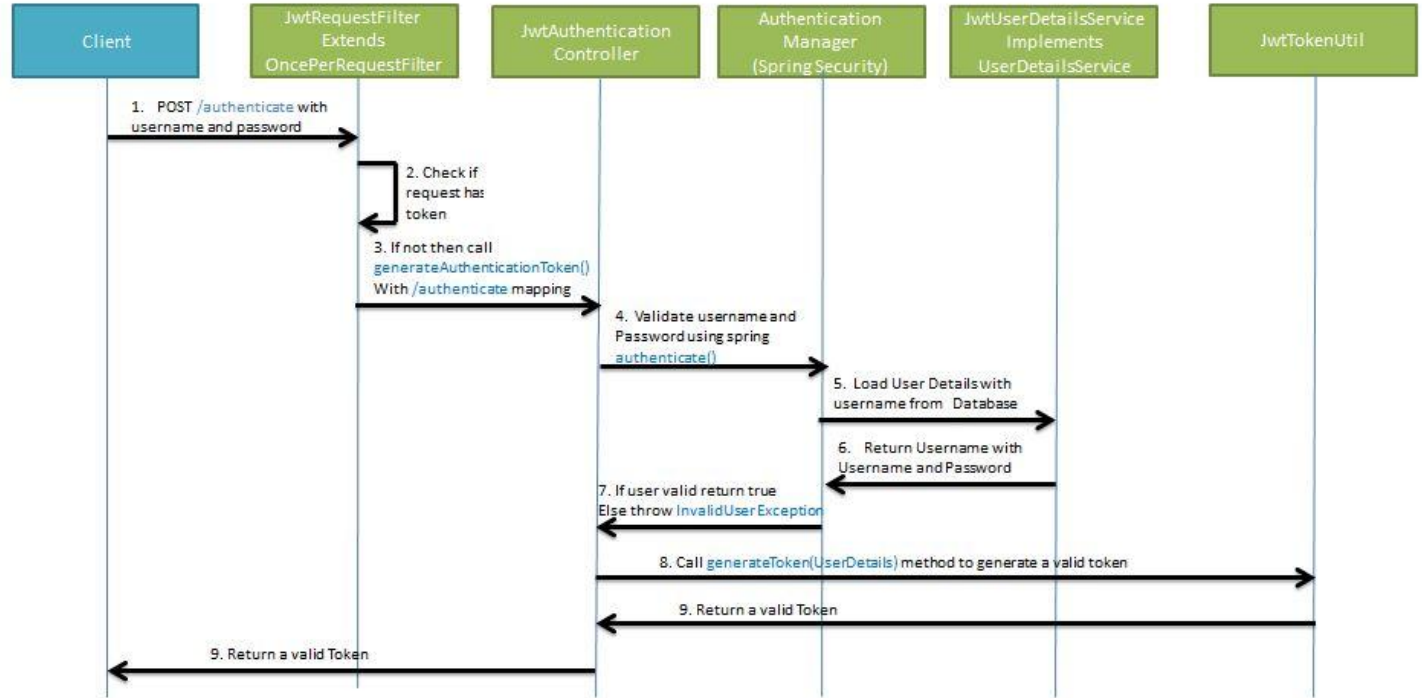 Client
JwtRequestFilter
Extends
OncePerRequestFilter
JwtAuthentication
Controller
Authentication
Manager
(Spring Security)
JwtUserDetailsService
Implements
UserDetailsService
JwtTokenUtil
1. POST /authenticate with
username and password
2. Check if
request has
token
3. If not then call
generateAuthenticationToken()
With /authenticate mapping
4. Validate username and
Password using spring
authenticate()
5. Load User Details with
username from Database
6. Return Username with
Username and Password
7. If user valid return true
Else throw InvalidUserException
8. Call generateToken(UserDetails) method to generate a valid token
9. Return a valid Token
9. Return a valid Token